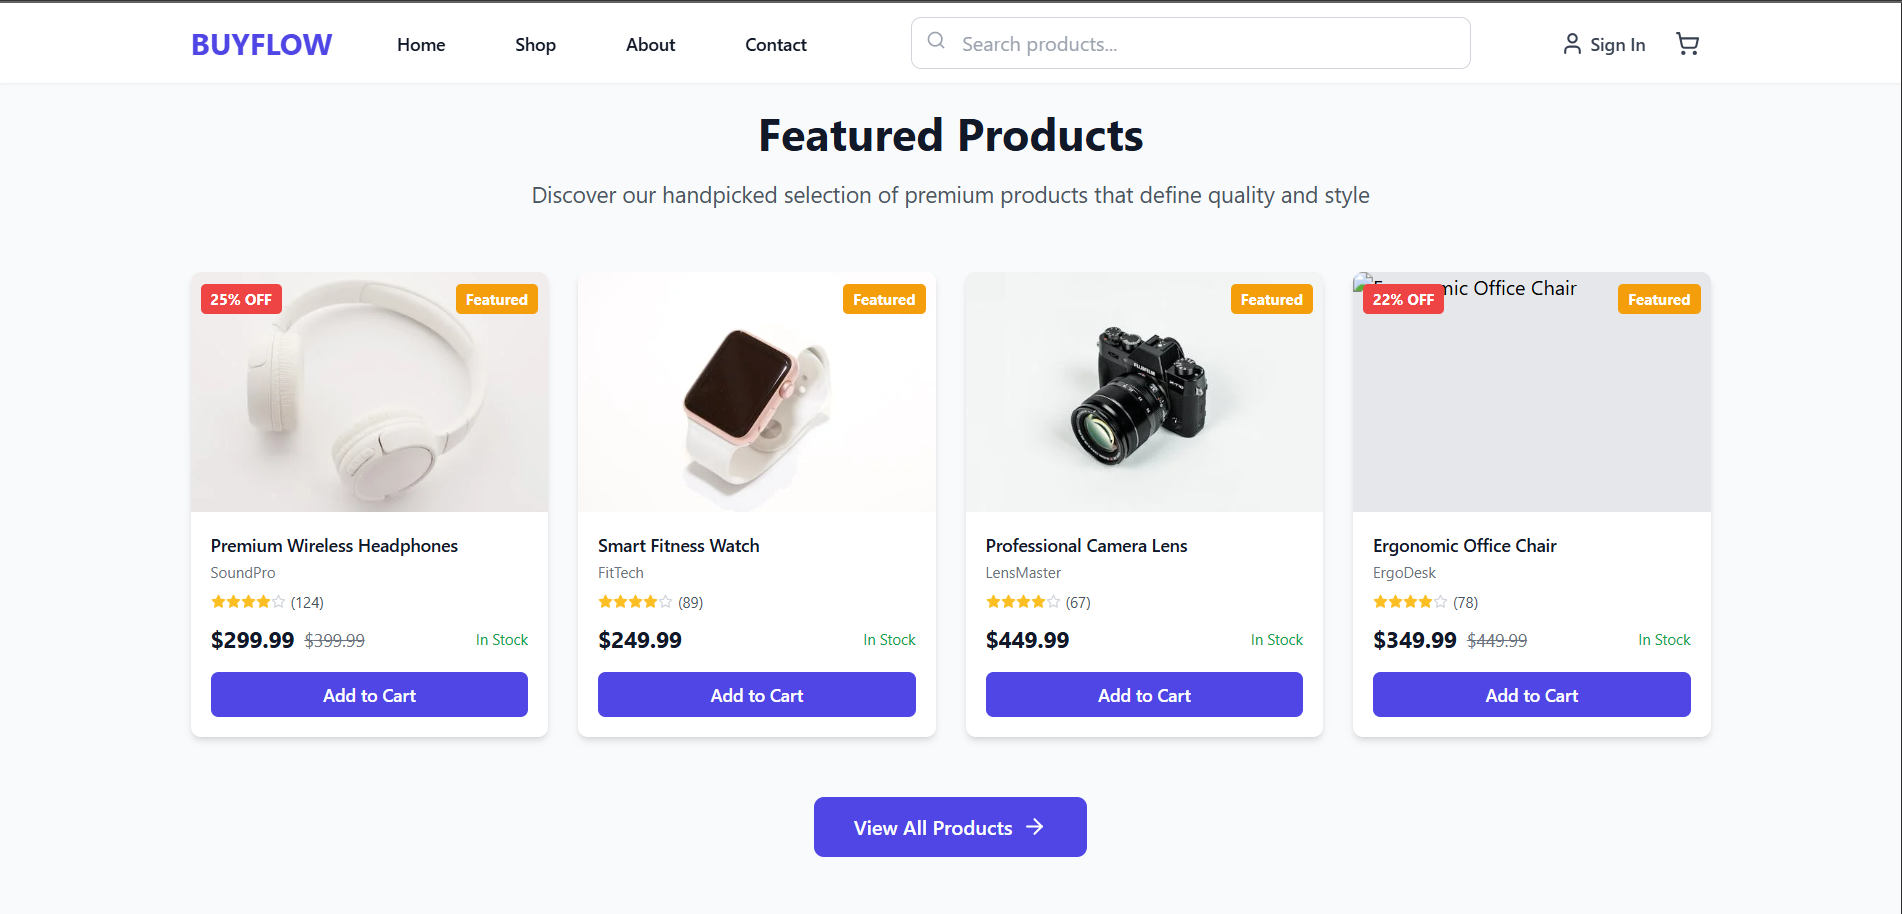 BUYFLOW
Home
Shop
About
Contact
Search products...
Sign In
Featured Products
Discover our handpicked selection of premium products that define quality and style
25% OFF
Featured
Featured
Featured
Office Chair
22% OFF
Featured
FUJIFILM
Premium Wireless Headphones
SoundPro
(124)
$299.99 $399.99
In Stock
Add to Cart
Smart Fitness Watch
FitTech
(89)
$249.99
In Stock
Add to Cart
Professional Camera Lens
LensMaster
(67)
$449.99
In Stock
Add to Cart
Ergonomic Office Chair
ErgoDesk
(78)
$349.99 $449.99
In Stock
Add to Cart
View All Products